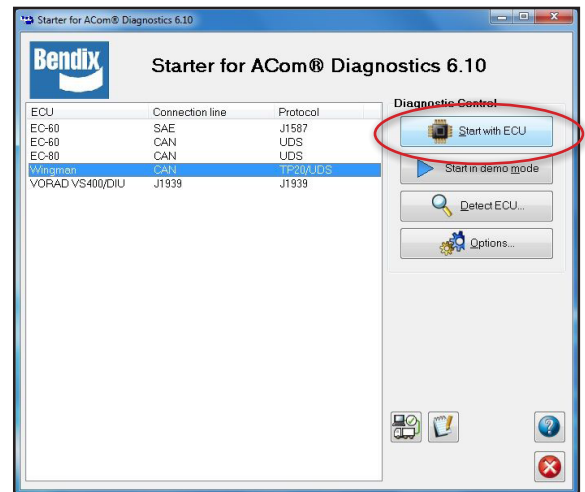 Starter for ACom® Diagnostics 6.10
Bendix
Starter for ACom® Diagnostics 6.10
ECU Connection line Protocol
EC-60 SAE J1587
EC-60 CAN UDS
EC-80 CAN UDS
Wingman CAN TP20/UDS
VORAD VS400/DIU J1939 J1939
Diagnostic Control
Start with ECU
Start in demo mode
Detect ECU...
Options...